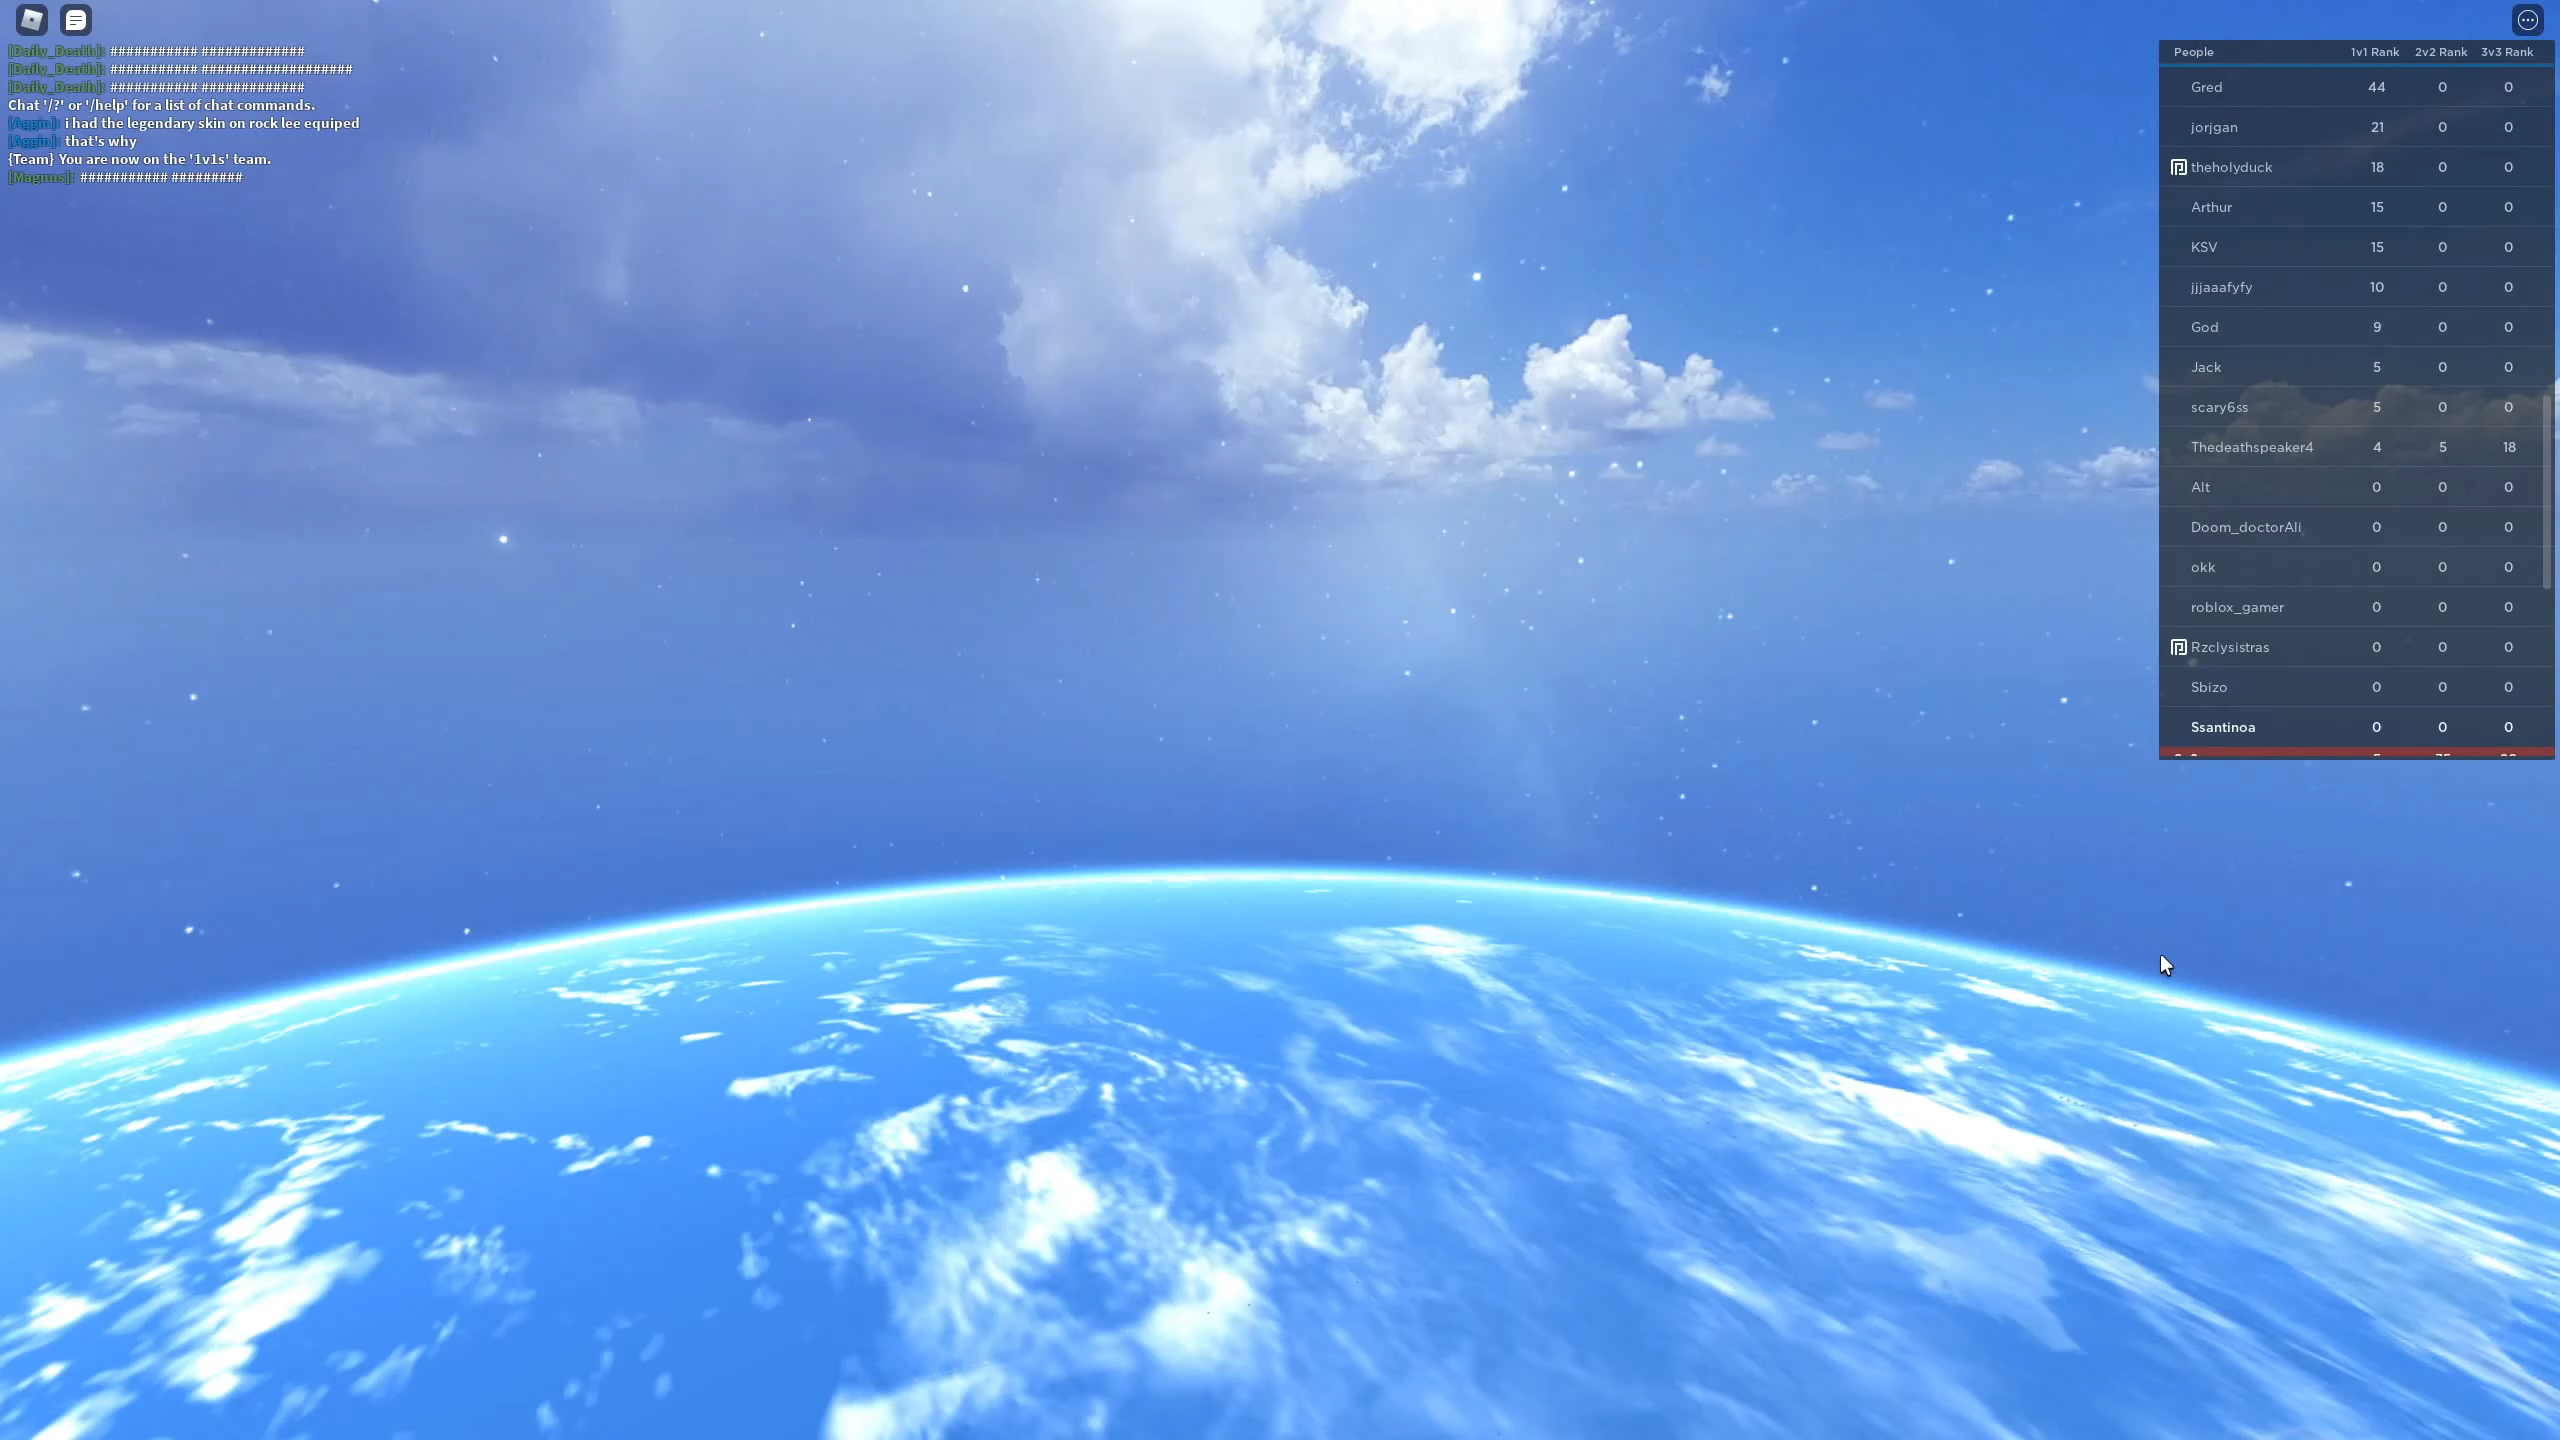 [Daily_Death]: ########### #############
[Daily_Death]: ########### ###################
[Daily_Death]: ########### #############
Chat '/?' or '/help' for a list of chat commands.
[Aggin]: i had the legendary skin on rock lee equiped
[Aggin]: that's why
{Team} You are now on the '1v1s' team.
[Magnus]: ########### #########
People 1v1 Rank 2v2 Rank 3v3 Rank
Gred 44 0 0
jorjgan 21 0 0
theholyduck 18 0 0
Arthur 15 0 0
KSV 15 0 0
jjjaaafyfy 10 0 0
God 9 0 0
Jack 5 0 0
scary6ss 5 0 0
Thedeathspeaker4 4 5 18
Alt 0 0 0
Doom_doctorAli 0 0 0
okk 0 0 0
roblox_gamer 0 0 0
Rzclysistras 0 0 0
Sbizo 0 0 0
Ssantinoa 0 0 0